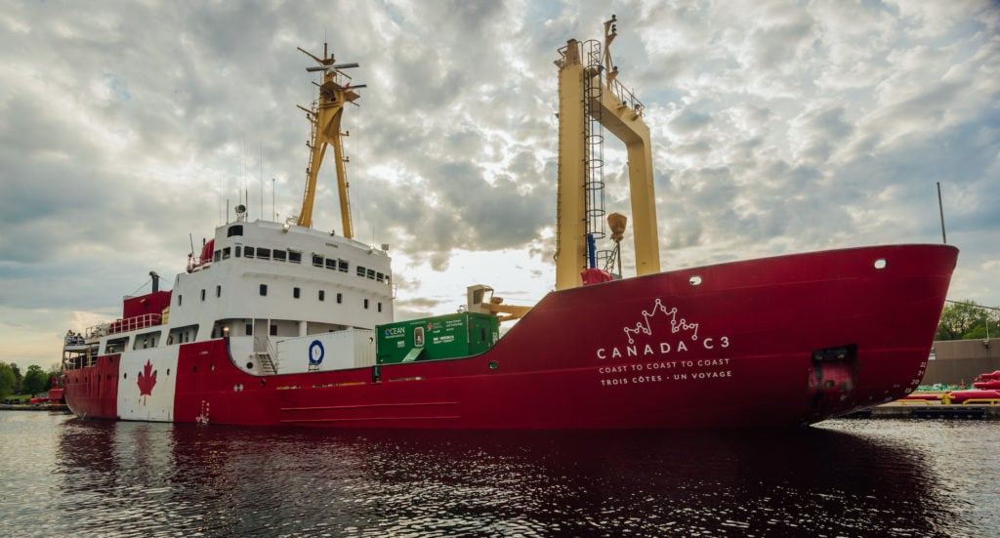 CANADA C3
COAST TO COAST TO COAST
TROIS CÔTES · UN VOYAGE
OCEAN